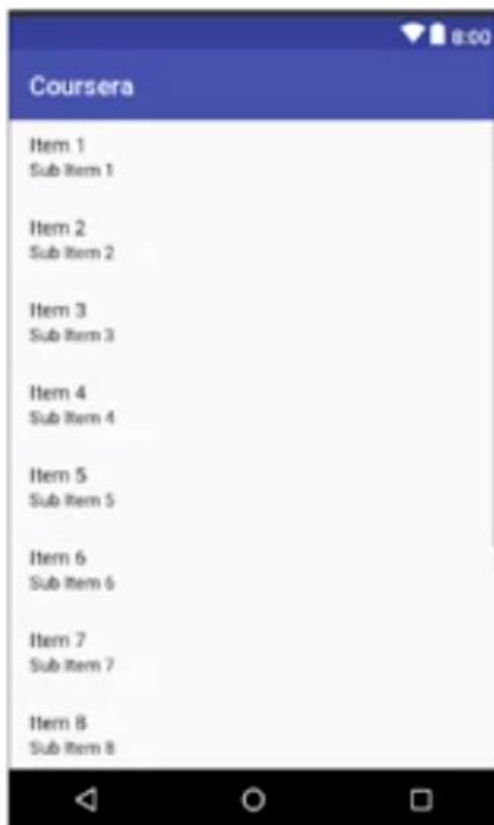 8:00
Coursera
Item 1
Sub Item 1
Item 2
Sub Item 2
Item 3
Sub Item 3
Item 4
Sub Item 4
Item 5
Sub Item 5
Item 6
Sub Item 6
Item 7
Sub Item 7
Item 8
Sub Item 8